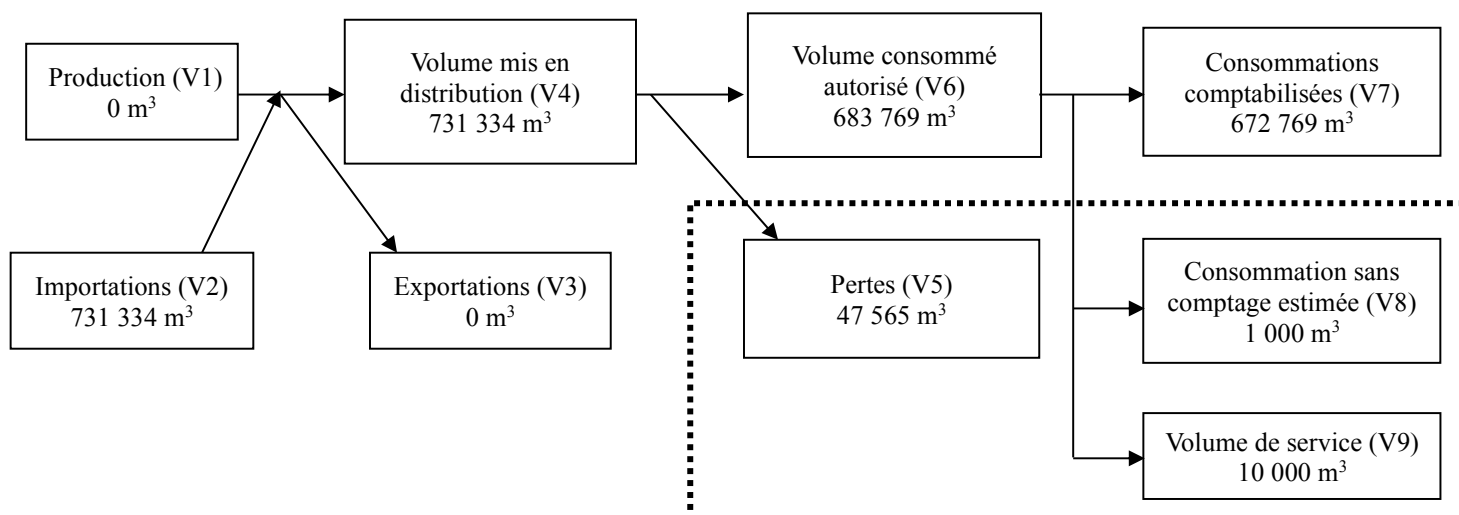 Production (V1)
0 m³
Volume mis en
distribution (V4)
731 334 m³
Volume consommé
autorisé (V6)
683 769 m³
Consommations
comptabilisées (V7)
672 769 m³
Importations (V2)
731 334 m³
Exportations (V3)
0 m³
Pertes (V5)
47 565 m³
Consommation sans
comptage estimée (V8)
1 000 m³
Volume de service (V9)
10 000 m³